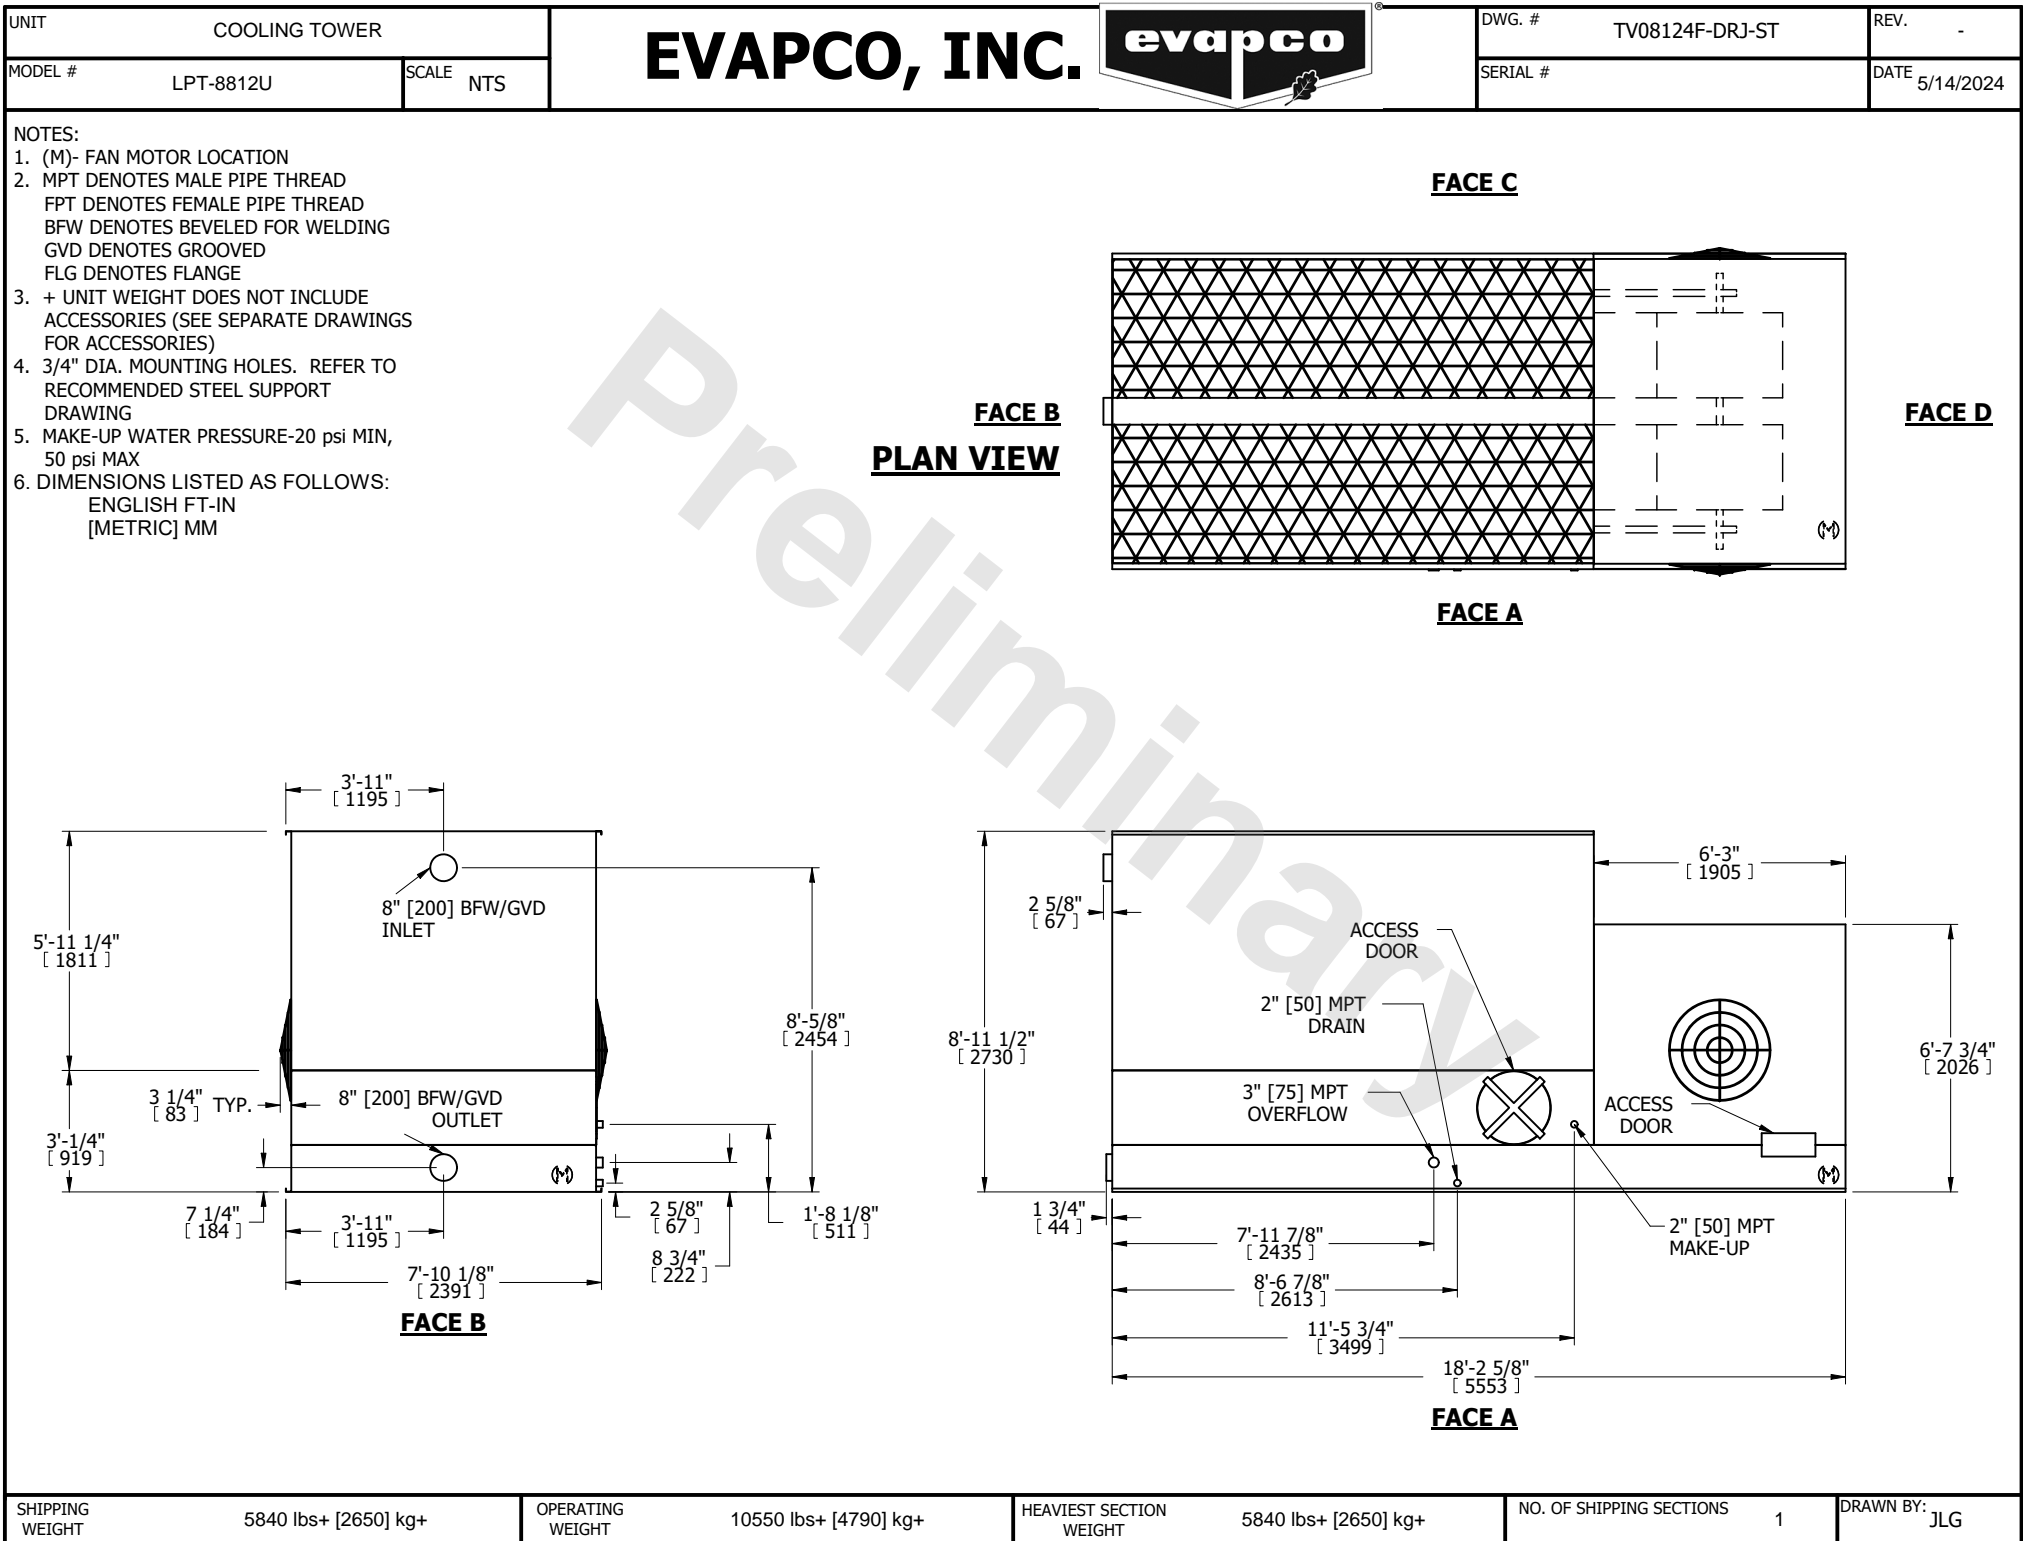 UNIT
COOLING TOWER
MODEL #
LPT-8812U
SCALE
NTS
EVAPCO, INC.
evapco
®
DWG. #
TV08124F-DRJ-ST
REV.
-
SERIAL #
DATE
5/14/2024
NOTES:
1. (M)- FAN MOTOR LOCATION
2. MPT DENOTES MALE PIPE THREAD
FPT DENOTES FEMALE PIPE THREAD
BFW DENOTES BEVELED FOR WELDING
GVD DENOTES GROOVED
FLG DENOTES FLANGE
3. + UNIT WEIGHT DOES NOT INCLUDE
ACCESSORIES (SEE SEPARATE DRAWINGS
FOR ACCESSORIES)
4. 3/4" DIA. MOUNTING HOLES. REFER TO
RECOMMENDED STEEL SUPPORT
DRAWING
5. MAKE-UP WATER PRESSURE-20 psi MIN,
50 psi MAX
6. DIMENSIONS LISTED AS FOLLOWS:
ENGLISH FT-IN
[METRIC] MM
FACE C
FACE B
PLAN VIEW
FACE D
(M)
FACE A
Preliminary
3'-11"
[ 1195 ]
8" [200] BFW/GVD
INLET
5'-11 1/4"
[ 1811 ]
8'-5/8"
[ 2454 ]
3 1/4"
[ 83 ]
TYP.
8" [200] BFW/GVD
OUTLET
3'-1/4"
[ 919 ]
(M)
7 1/4"
[ 184 ]
3'-11"
[ 1195 ]
2 5/8"
[ 67 ]
1'-8 1/8"
[ 511 ]
8 3/4"
[ 222 ]
7'-10 1/8"
[ 2391 ]
FACE B
6'-3"
[ 1905 ]
2 5/8"
[ 67 ]
ACCESS
DOOR
2" [50] MPT
DRAIN
8'-11 1/2"
[ 2730 ]
6'-7 3/4"
[ 2026 ]
3" [75] MPT
OVERFLOW
ACCESS
DOOR
(M)
1 3/4"
[ 44 ]
2" [50] MPT
MAKE-UP
7'-11 7/8"
[ 2435 ]
8'-6 7/8"
[ 2613 ]
11'-5 3/4"
[ 3499 ]
18'-2 5/8"
[ 5553 ]
FACE A
SHIPPING
WEIGHT
5840 lbs+ [2650] kg+
OPERATING
WEIGHT
10550 lbs+ [4790] kg+
HEAVIEST SECTION
WEIGHT
5840 lbs+ [2650] kg+
NO. OF SHIPPING SECTIONS
1
DRAWN BY:
JLG